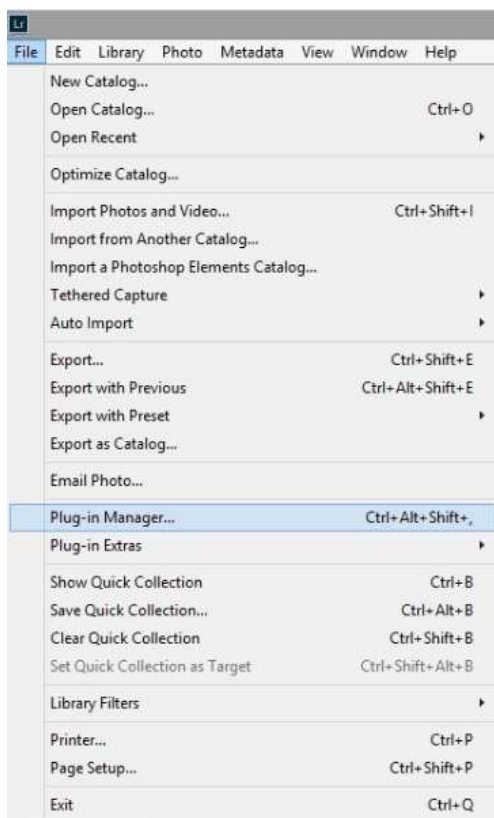 Lr
File Edit Library Photo Metadata View Window Help
New Catalog...
Open Catalog... Ctrl+O
Open Recent
Optimize Catalog...
Import Photos and Video... Ctrl+Shift+I
Import from Another Catalog...
Import a Photoshop Elements Catalog...
Tethered Capture
Auto Import
Export... Ctrl+Shift+E
Export with Previous Ctrl+Alt+Shift+E
Export with Preset
Export as Catalog...
Email Photo...
Plug-in Manager... Ctrl+Alt+Shift+,
Plug-in Extras
Show Quick Collection Ctrl+B
Save Quick Collection... Ctrl+Alt+B
Clear Quick Collection Ctrl+Shift+B
Set Quick Collection as Target Ctrl+Shift+Alt+B
Library Filters
Printer... Ctrl+P
Page Setup... Ctrl+Shift+P
Exit Ctrl+Q